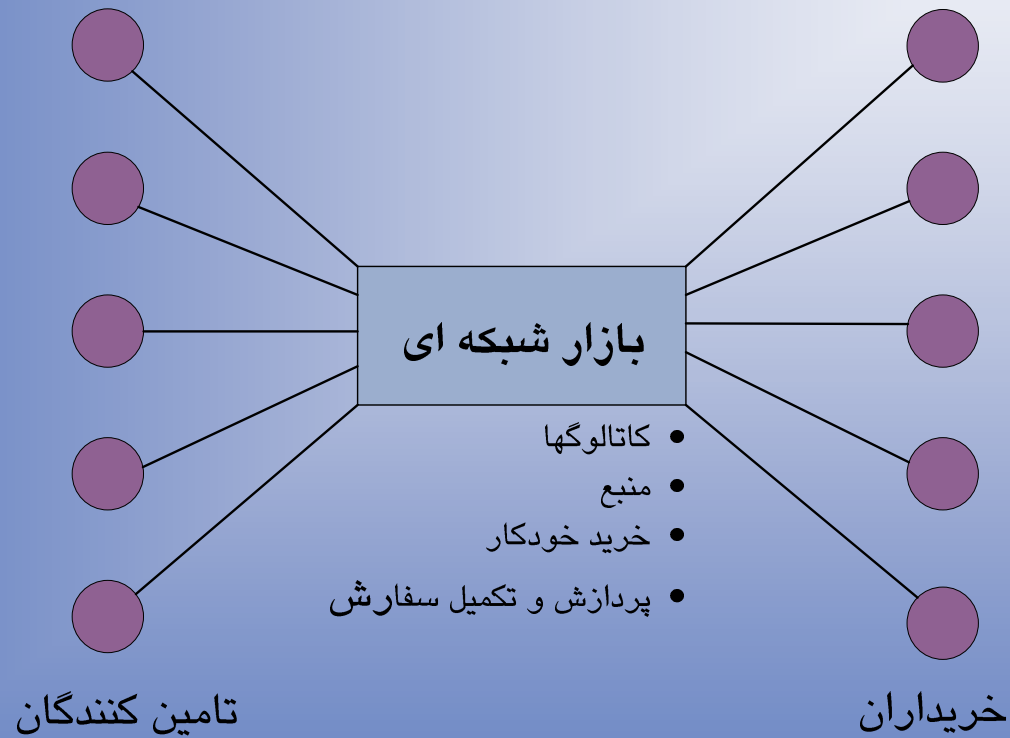 بازار شبکه ای
• کاتالوگها
• منبع
• خرید خودکار
• پردازش و تکمیل سفارش
خریداران
تامین کنندگان